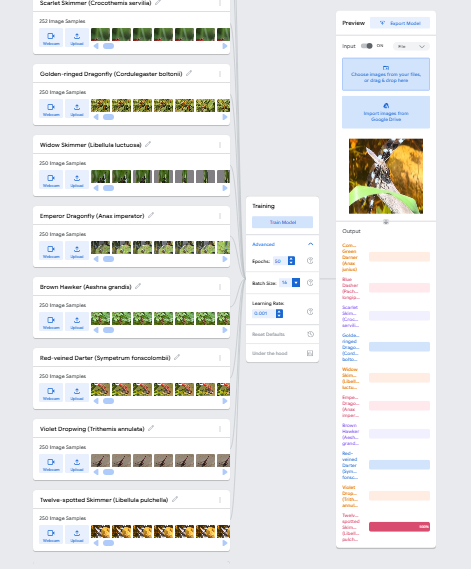 Scarlet Skimmer (Crocothemis servilia)
252 Image Samples
Webcam
Upload
Golden-ringed Dragonfly (Cordulegaster boltonii)
250 Image Samples
Webcam
Upload
Widow Skimmer (Libellula luctuosa)
250 Image Samples
Webcam
Upload
Emperor Dragonfly (Anax imperator)
250 Image Samples
Webcam
Upload
Brown Hawker (Aeshna grandis)
250 Image Samples
Webcam
Upload
Red-veined Darter (Sympetrum fonscolombii)
250 Image Samples
Webcam
Upload
Violet Dropwing (Trithemis annulata)
250 Image Samples
Webcam
Upload
Twelve-spotted Skimmer (Libellula pulchella)
250 Image Samples
Webcam
Upload
Training
Train Model
Advanced
Epochs: 50
Batch Size: 16
Learning Rate:
0.001
Reset Defaults
Under the hood
Preview
Export Model
Input
ON
File
Choose images from your files,
or drag & drop here
Import images from
Google Drive
Output
Com...
Green
Darner
(Anax
junius)
Blue
Dasher
(Pach...
longip...
Scarlet
Skim...
(Croc...
servili...
Golde...
ringed
Drago...
(Cord...
bolto...
Widow
Skim...
(Libell...
luctu...
Empe...
Drago...
(Anax
imper...
Brown
Hawker
(Aesh...
grandi...
Red-
veined
Darter
(Sym...
fonsc...
Violet
Drop...
(Trith...
annul...
Twelv...
spotted
Skim...
(Libell...
pulch...
100%